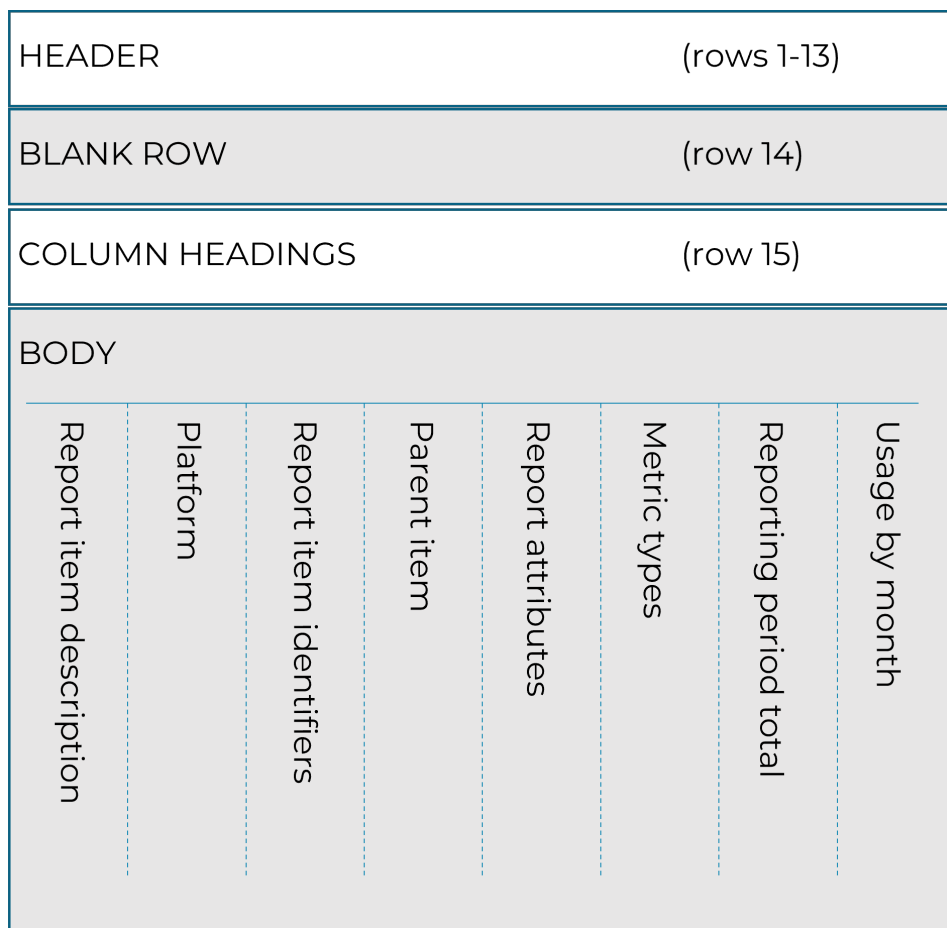 HEADER (rows 1-13)
BLANK ROW (row 14)
COLUMN HEADINGS (row 15)
BODY
Report item description
Platform
Report item identifiers
Parent item
Report attributes
Metric types
Reporting period total
Usage by month